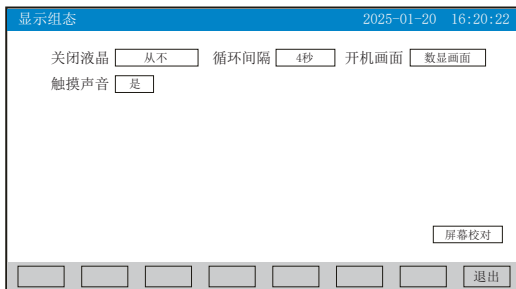 显示组态 2025-01-20 16:20:22
关闭液晶 从不 循环间隔 4秒 开机画面 数显画面
触摸声音 是
屏幕校对
退出